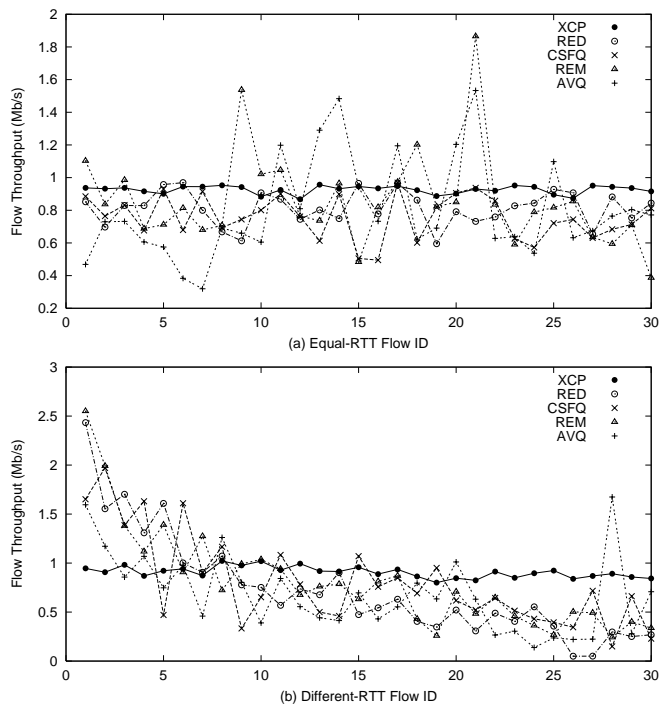 2
1.8
1.6
1.4
1.2
1
0.8
0.6
0.4
0.2
Flow Throughput (Mb/s)
XCP
RED
CSFQ
REM
AVQ
0 5 10 15 20 25 30
(a) Equal-RTT Flow ID
3
2.5
2
1.5
1
0.5
0
Flow Throughput (Mb/s)
XCP
RED
CSFQ
REM
AVQ
0 5 10 15 20 25 30
(b) Different-RTT Flow ID